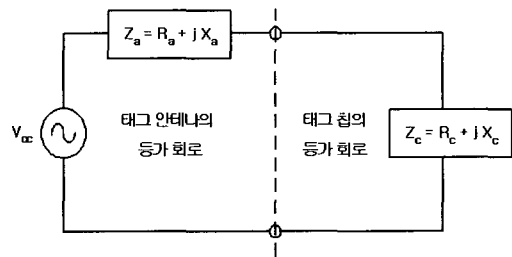 Z_a = R_a + j X_a
V_oc
태그 안테나의
등가 회로
태그 칩의
등가 회로
Z_c = R_c + j X_c